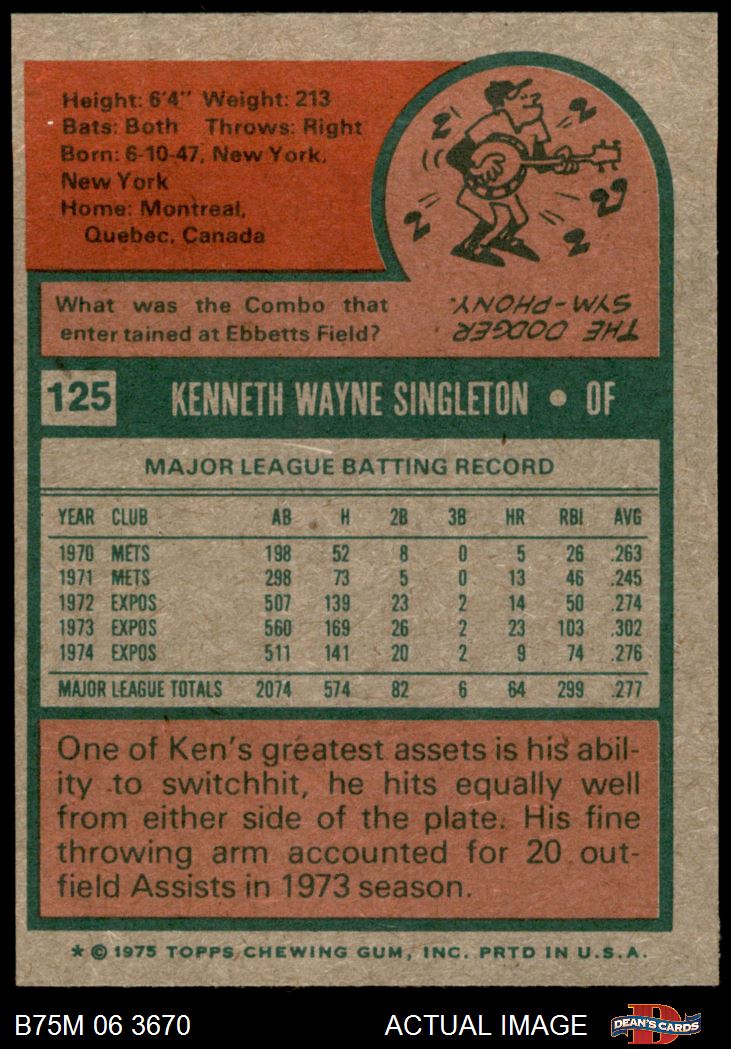 Height: 6'4" Weight: 213
Bats: Both Throws: Right
Born: 6-10-47, New York,
New York
Home: Montreal,
Quebec, Canada
What was the Combo that
entertained at Ebbetts Field?
THE DODGER
SYM-PHONY.
125 KENNETH WAYNE SINGLETON • OF
MAJOR LEAGUE BATTING RECORD
YEAR CLUB AB H 2B 3B HR RBI AVG
1970 METS 198 52 8 0 5 26 .263
1971 METS 298 73 5 0 13 46 .245
1972 EXPOS 507 139 23 2 14 50 .274
1973 EXPOS 560 169 26 2 23 103 .302
1974 EXPOS 511 141 20 2 9 74 .276
MAJOR LEAGUE TOTALS 2074 574 82 6 64 299 .277
One of Ken's greatest assets is his abil-
ity to switchhit, he hits equally well
from either side of the plate. His fine
throwing arm accounted for 20 out-
field Assists in 1973 season.
* © 1975 TOPPS CHEWING GUM, INC. PRTD IN U.S.A.
B75M 06 3670 ACTUAL IMAGE DEAN'S CARDS